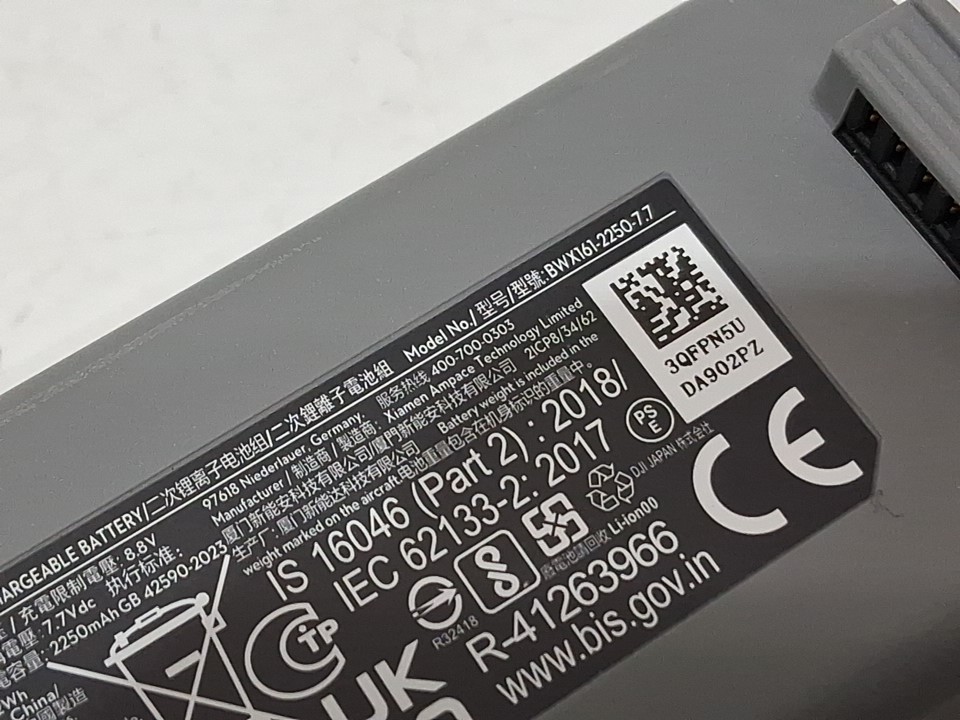 HARGEABLE BATTERY/二次锂离子电池组/二次鋰離子電池組 Model No./型号/型號:BWX161-2250-7.7
/充電限制電壓: 8.8V
電壓: 7.7Vdc 执行标准:
容量: 2250mAh GB 42590-2023
Wh
China/
製造
97618 Niederlauer, Germany. 服务热线 400-700-0303
Manufacturer / 制造商 / 製造商: Xiamen Ampace Technology Limited
厦门新能安科技有限公司/廈門新能安科技有限公司 2ICP8/34/62
生产厂: 厦门新能达科技有限公司 Battery weight is included in the
weight marked on the aircraft.电池重量包含在机身标识的重量中.
IS 16046 (Part 2) : 2018/
IEC 62133-2: 2017
PS
E
DJI JAPAN 株式会社
3QFPN5U
DA902PZ
CE
廢電池請回收 Li-ion00
R32418
R-41263966
www.bis.gov.in
TP
UK